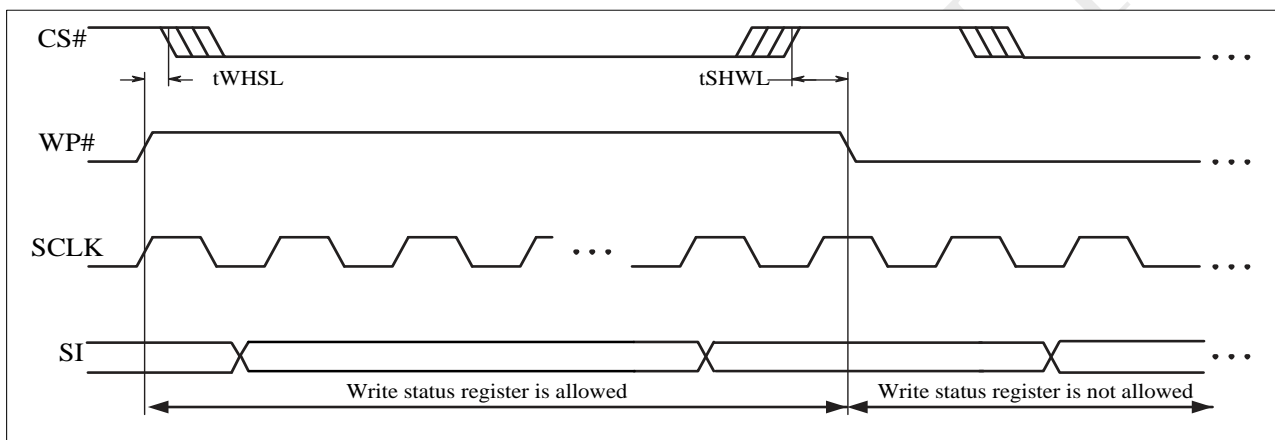 CS#
tWHSL
tSHWL
WP#
SCLK
SI
Write status register is allowed
Write status register is not allowed